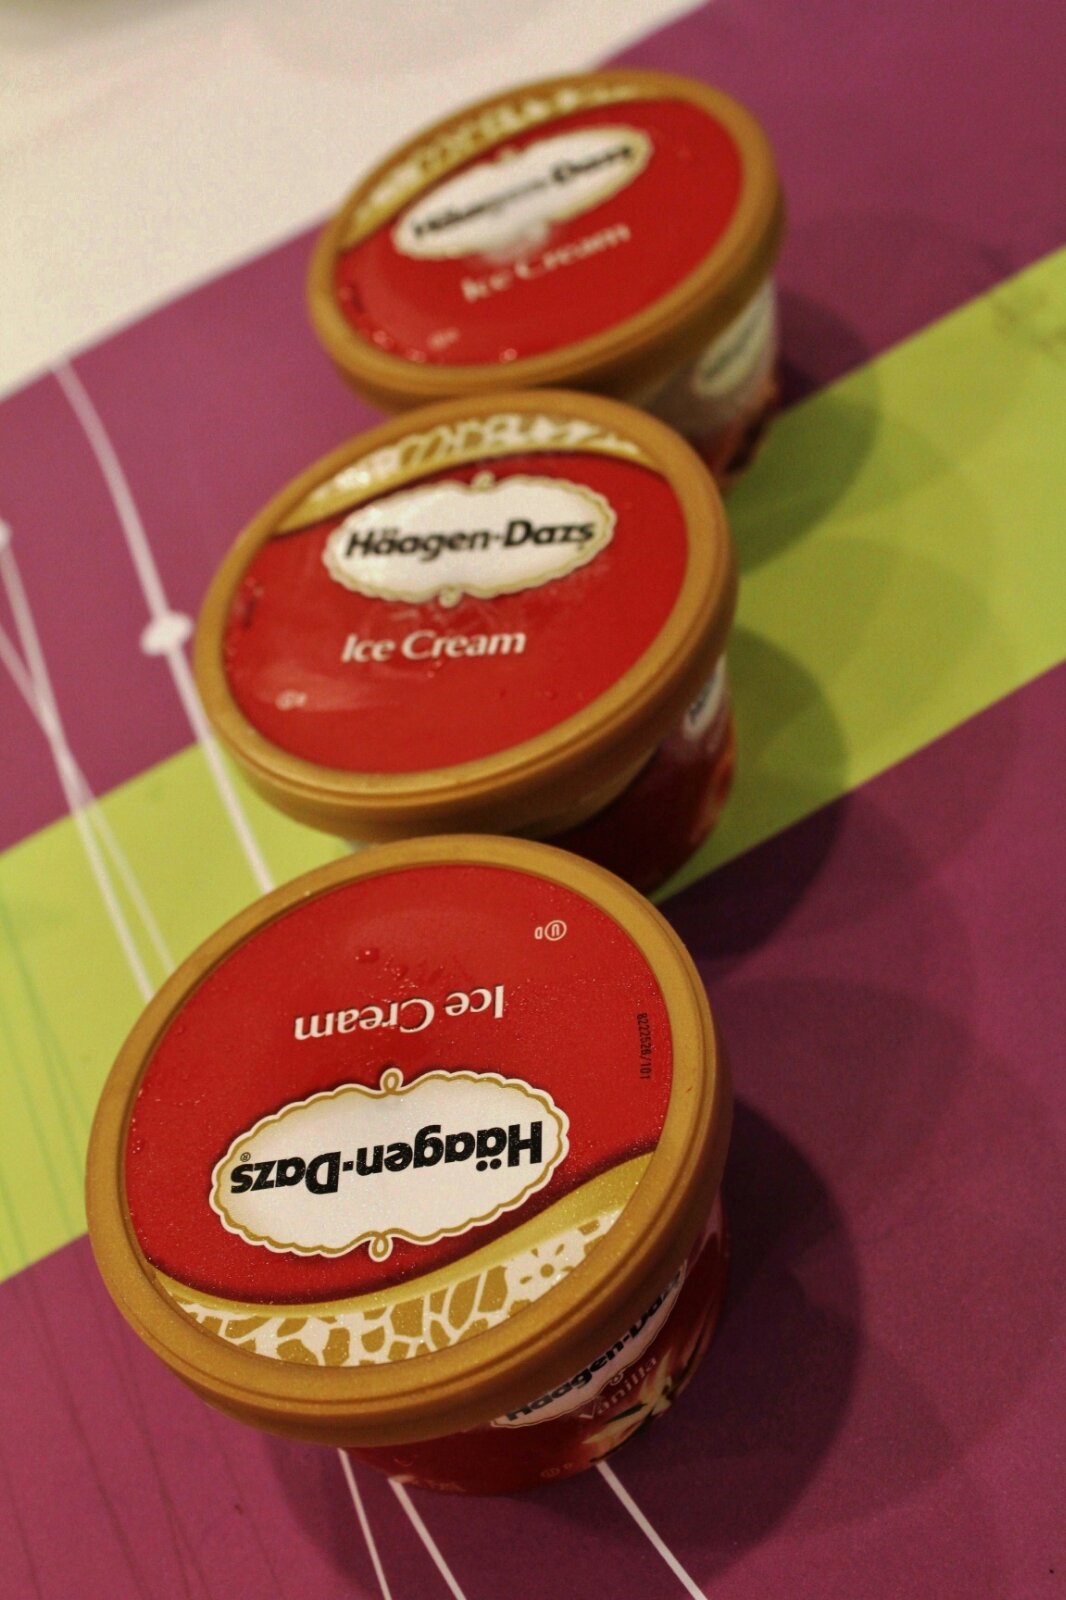 Häagen-Dazs
Ice Cream
Häagen-Dazs
Ice Cream
Ice Cream
Häagen-Dazs®
U D
Häagen-Dazs
Vanilla